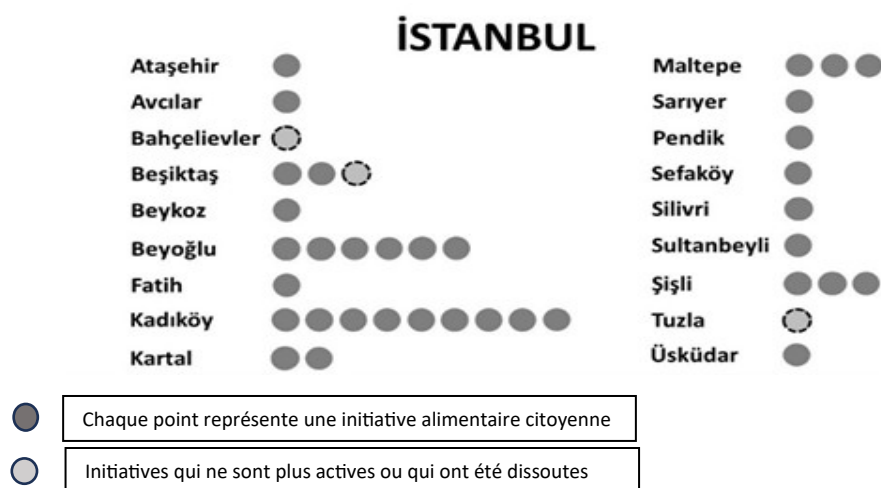 İSTANBUL
Ataşehir
Avcılar
Bahçelievler
Beşiktaş
Beykoz
Beyoğlu
Fatih
Kadıköy
Kartal
Maltepe
Sarıyer
Pendik
Sefaköy
Silivri
Sultanbeyli
Şişli
Tuzla
Üsküdar
Chaque point représente une initiative alimentaire citoyenne
Initiatives qui ne sont plus actives ou qui ont été dissoutes